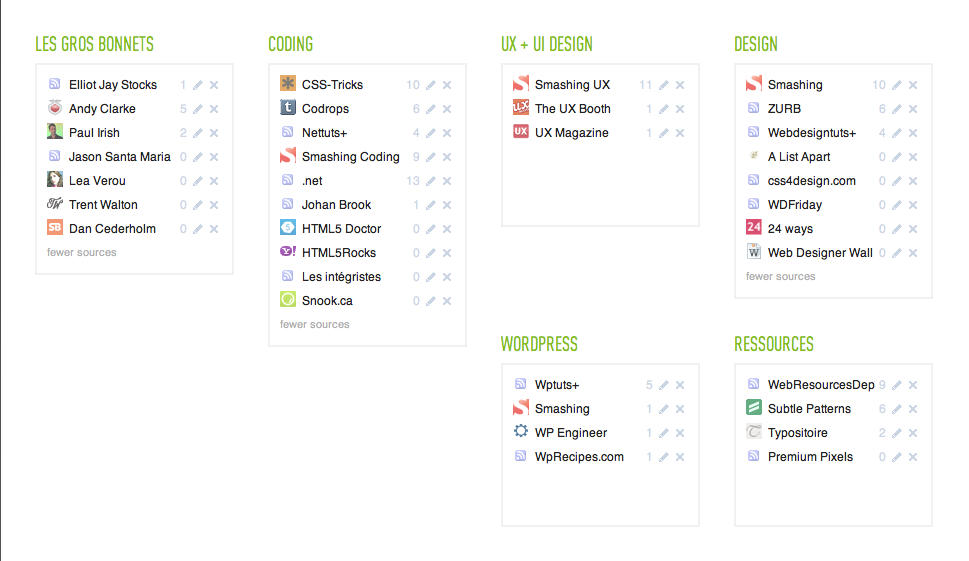 LES GROS BONNETS
Elliot Jay Stocks 1
Andy Clarke 5
Paul Irish 2
Jason Santa Maria 0
Lea Verou 0
Trent Walton 0
Dan Cederholm 0
fewer sources
CODING
CSS-Tricks 10
Codrops 6
Nettuts+ 4
Smashing Coding 9
.net 13
Johan Brook 1
HTML5 Doctor 0
HTML5Rocks 0
Les intégristes 0
Snook.ca 0
fewer sources
UX + UI DESIGN
Smashing UX 11
The UX Booth 1
UX Magazine 1
DESIGN
Smashing 10
ZURB 6
Webdesigntuts+ 4
A List Apart 0
css4design.com 0
WDFriday 0
24 ways 0
Web Designer Wall 0
fewer sources
WORDPRESS
Wptuts+ 5
Smashing 1
WP Engineer 1
WpRecipes.com 1
RESSOURCES
WebResourcesDep 9
Subtle Patterns 6
Typositoire 2
Premium Pixels 0